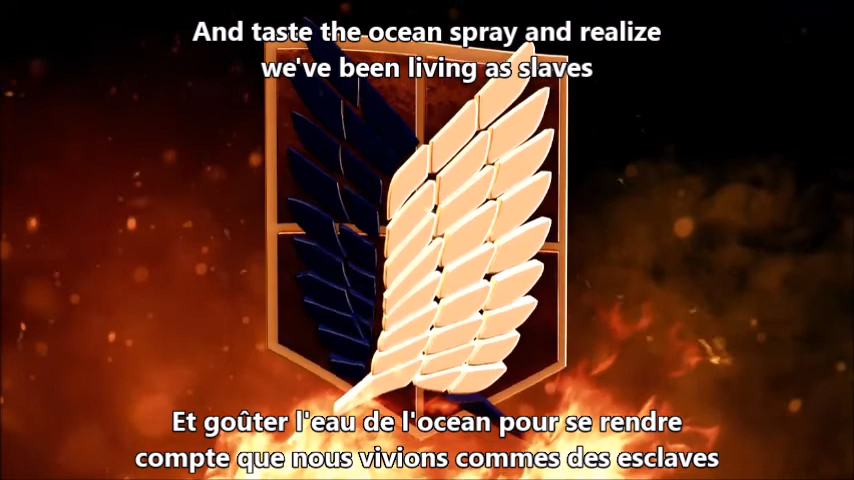 And taste the ocean spray and realize
we've been living as slaves
Et goûter l'eau de l'ocean pour se rendre
compte que nous vivions commes des esclaves